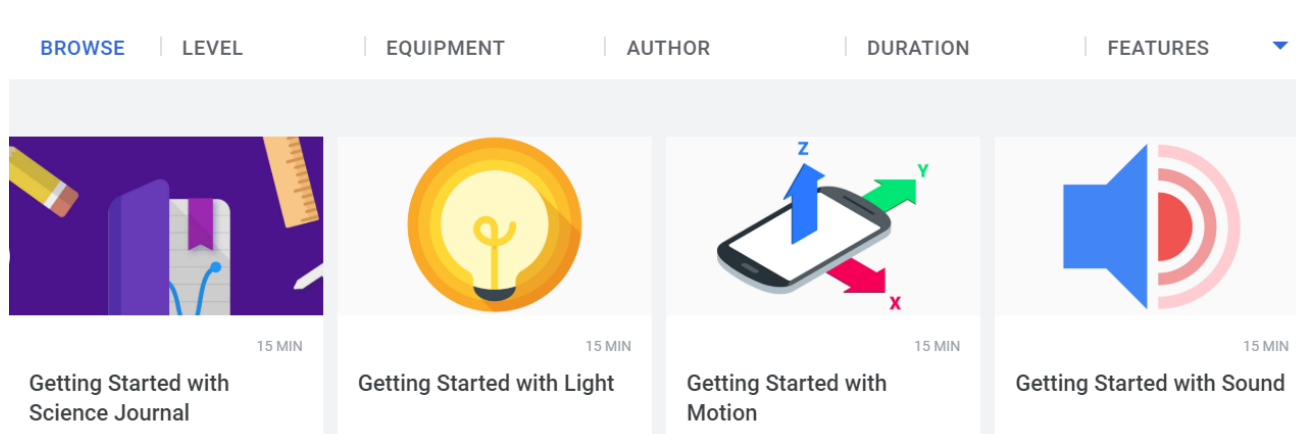 BROWSE LEVEL EQUIPMENT AUTHOR DURATION FEATURES
Z
Y
X
15 MIN
Getting Started with
Science Journal
15 MIN
Getting Started with Light
15 MIN
Getting Started with
Motion
15 MIN
Getting Started with Sound